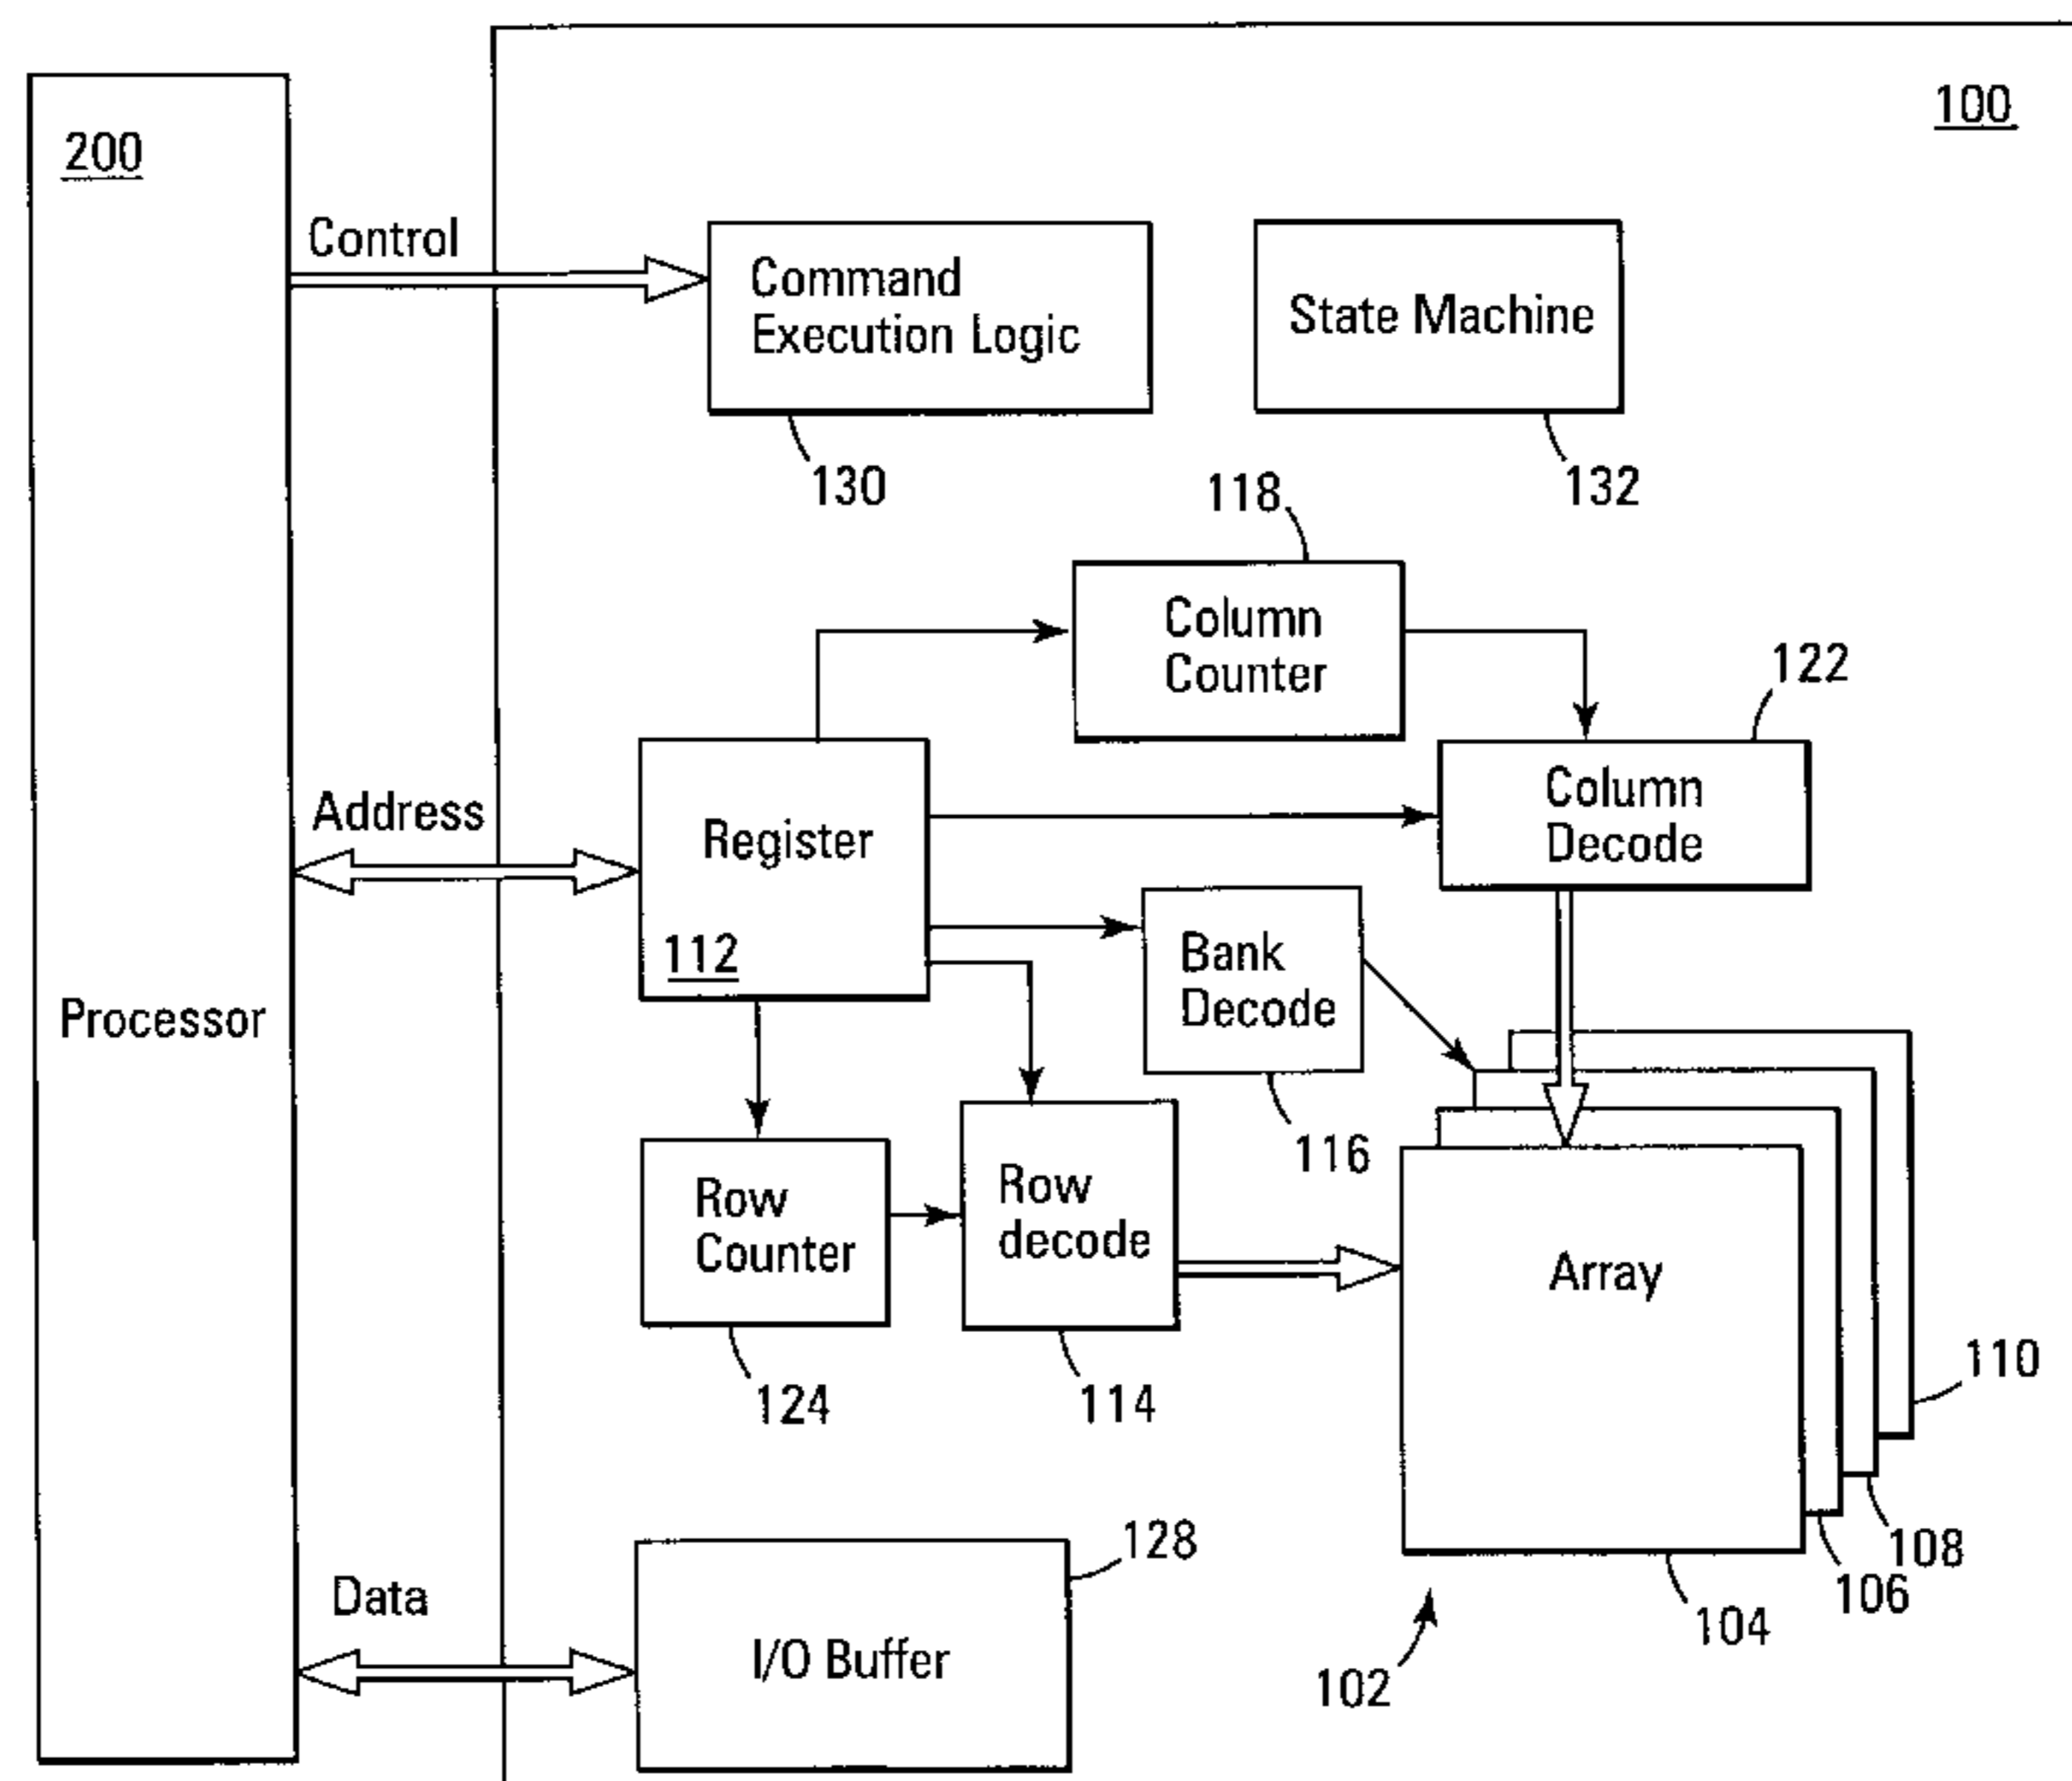 100
200
Control
Command
Execution Logic
State Machine
130
132
118
Column
Counter
122
Address
Register
112
Column
Decode
Bank
Decode
Processor
116
Row
Counter
Row
decode
Array
124
114
110
128
108
106
104
Data
I/O Buffer
102